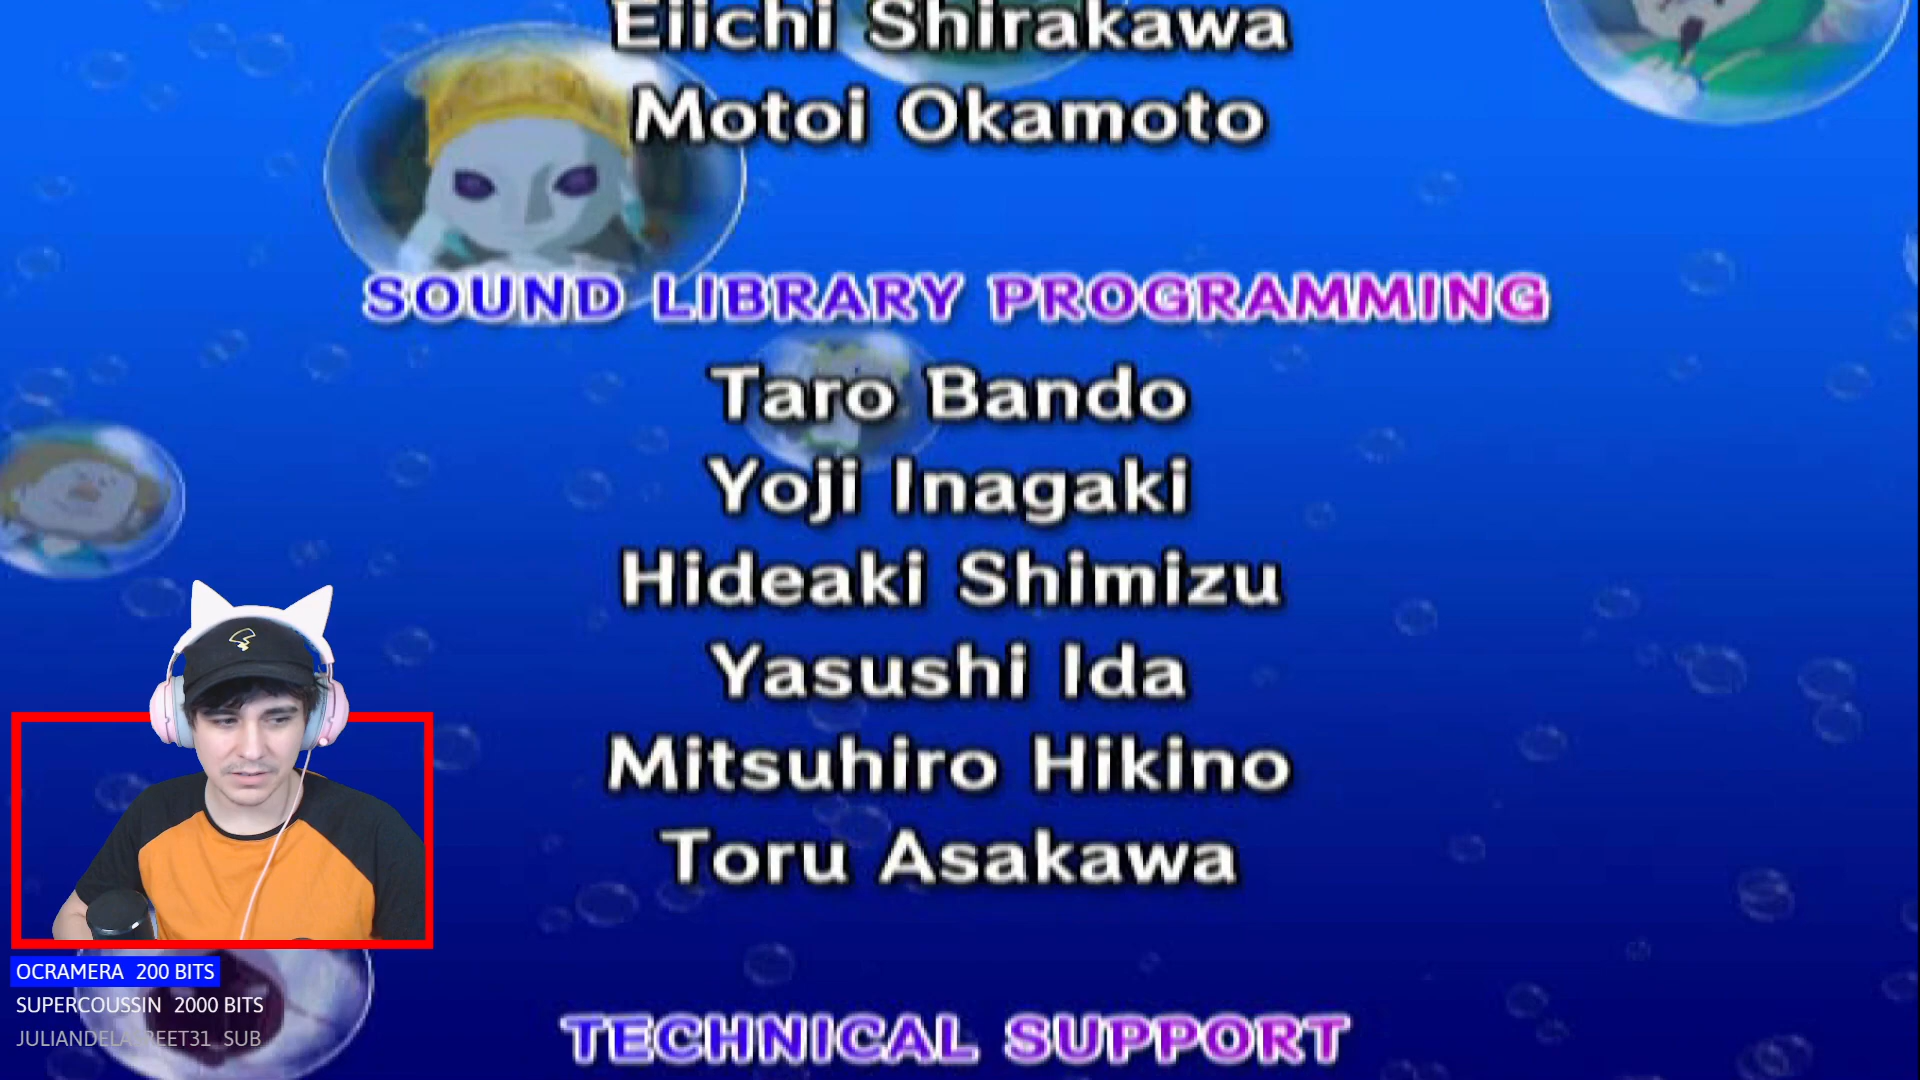 Eiichi Shirakawa
Motoi Okamoto
SOUND LIBRARY PROGRAMMING
Taro Bando
Yoji Inagaki
Hideaki Shimizu
Yasushi Ida
Mitsuhiro Hikino
Toru Asakawa
TECHNICAL SUPPORT
OCRAMERA 200 BITS
SUPERCOUSSIN 2000 BITS
SUB